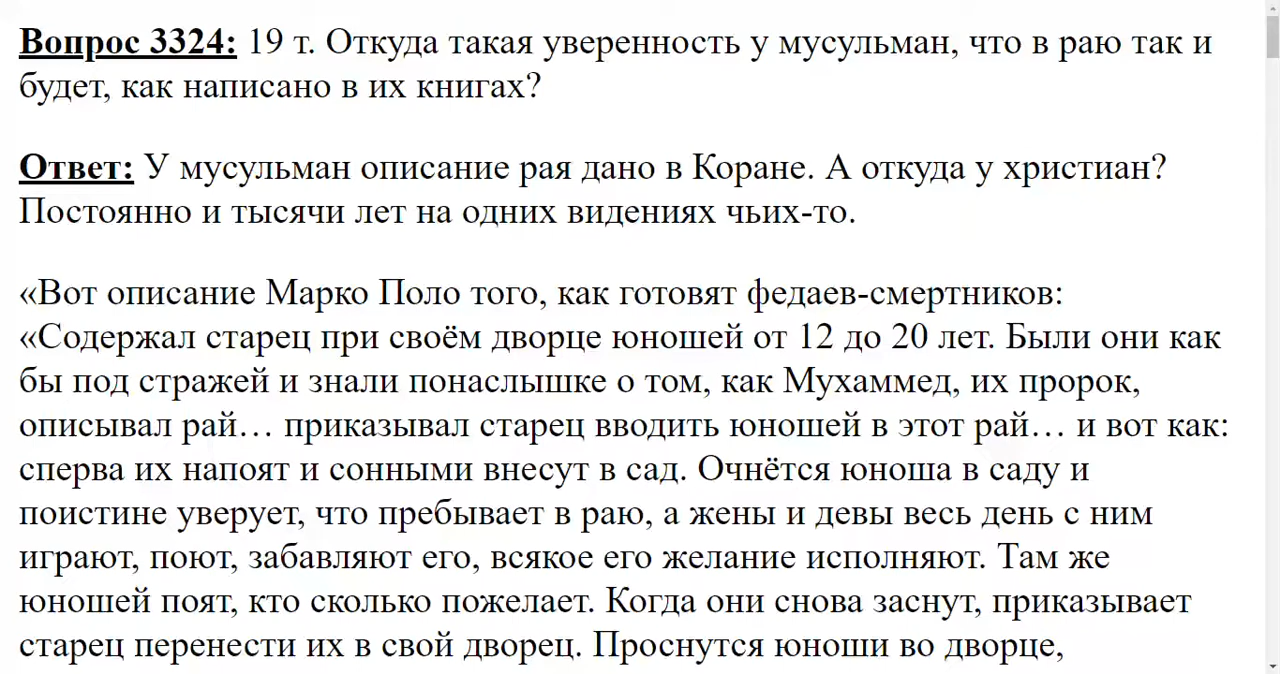 Вопрос 3324: 19 т. Откуда такая уверенность у мусульман, что в раю так и
будет, как написано в их книгах?
Ответ: У мусульман описание рая дано в Коране. А откуда у христиан?
Постоянно и тысячи лет на одних видениях чьих-то.
«Вот описание Марко Поло того, как готовят федаев-смертников:
«Содержал старец при своём дворце юношей от 12 до 20 лет. Были они как
бы под стражей и знали понаслышке о том, как Мухаммед, их пророк,
описывал рай… приказывал старец вводить юношей в этот рай… и вот как:
сперва их напоят и сонными внесут в сад. Очнётся юноша в саду и
поистине уверует, что пребывает в раю, а жены и девы весь день с ним
играют, поют, забавляют его, всякое его желание исполняют. Там же
юношей поят, кто сколько пожелает. Когда они снова заснут, приказывает
старец перенести их в свой дворец. Проснутся юноши во дворце,